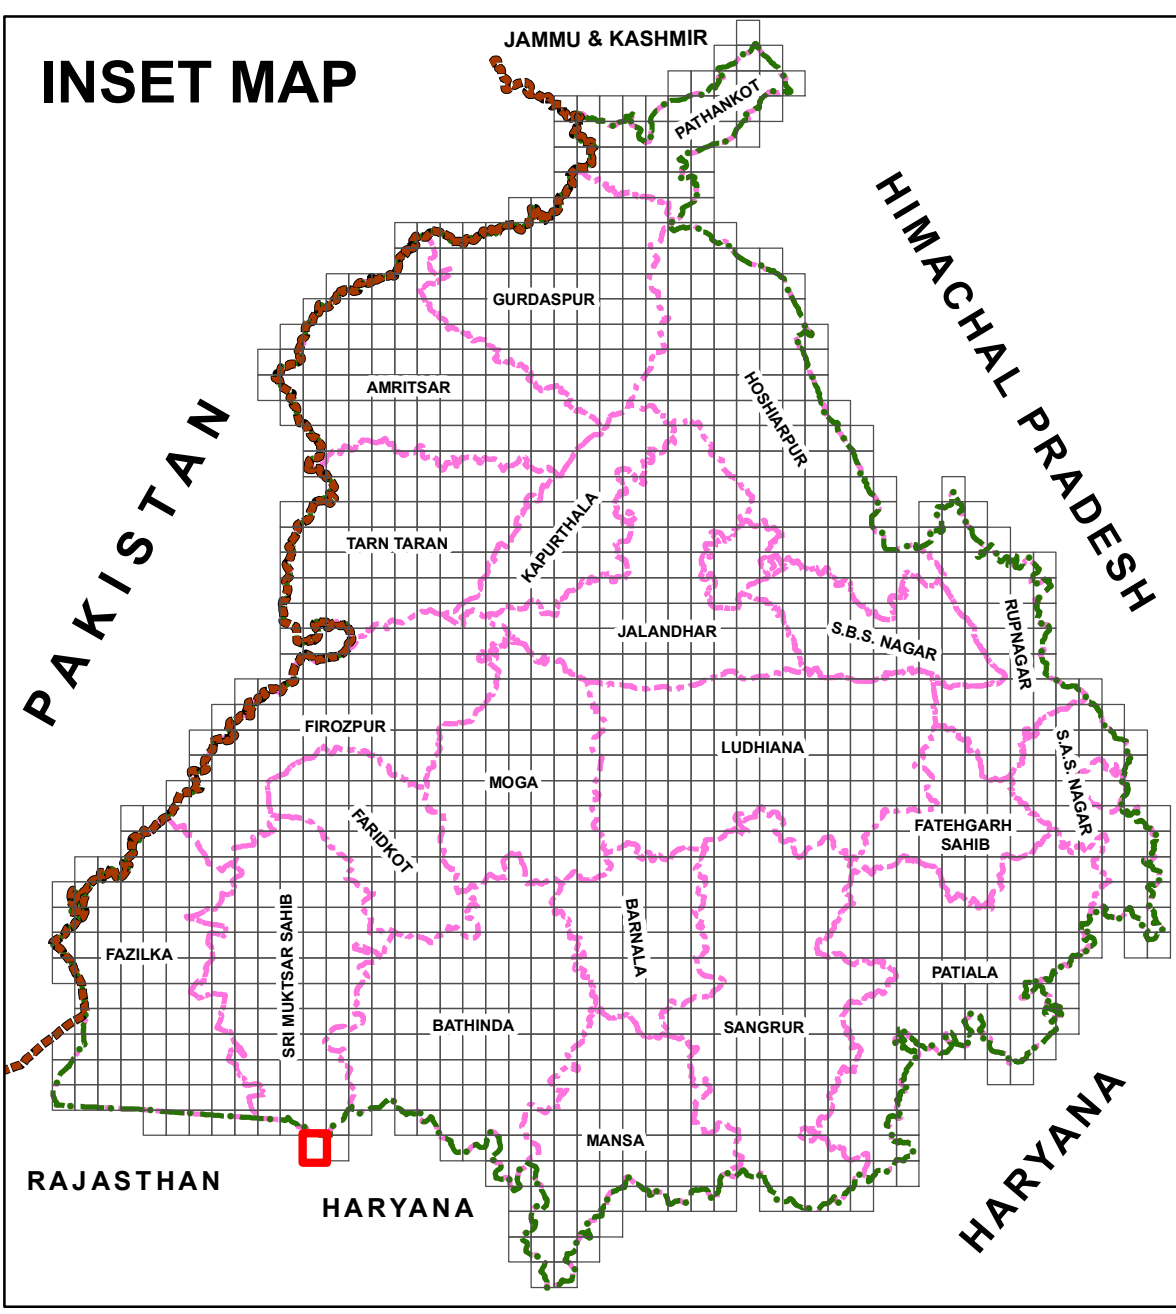 JAMMU & KASHMIR
INSET MAP
PATHANKOT
HIMACHAL PRADESH
GURDASPUR
AMRITSAR
HOSHIARPUR
PAKISTAN
KAPURTHALA
TARN TARAN
JALANDHAR
S.B.S. NAGAR
RUPNAGAR
FIROZPUR
LUDHIANA
S.A.S. NAGAR
MOGA
FARIDKOT
FATEHGARH
SAHIB
BARNALA
SRI MUKTSAR SAHIB
FAZILKA
PATIALA
BATHINDA
SANGRUR
MANSA
HARYANA
RAJASTHAN
HARYANA